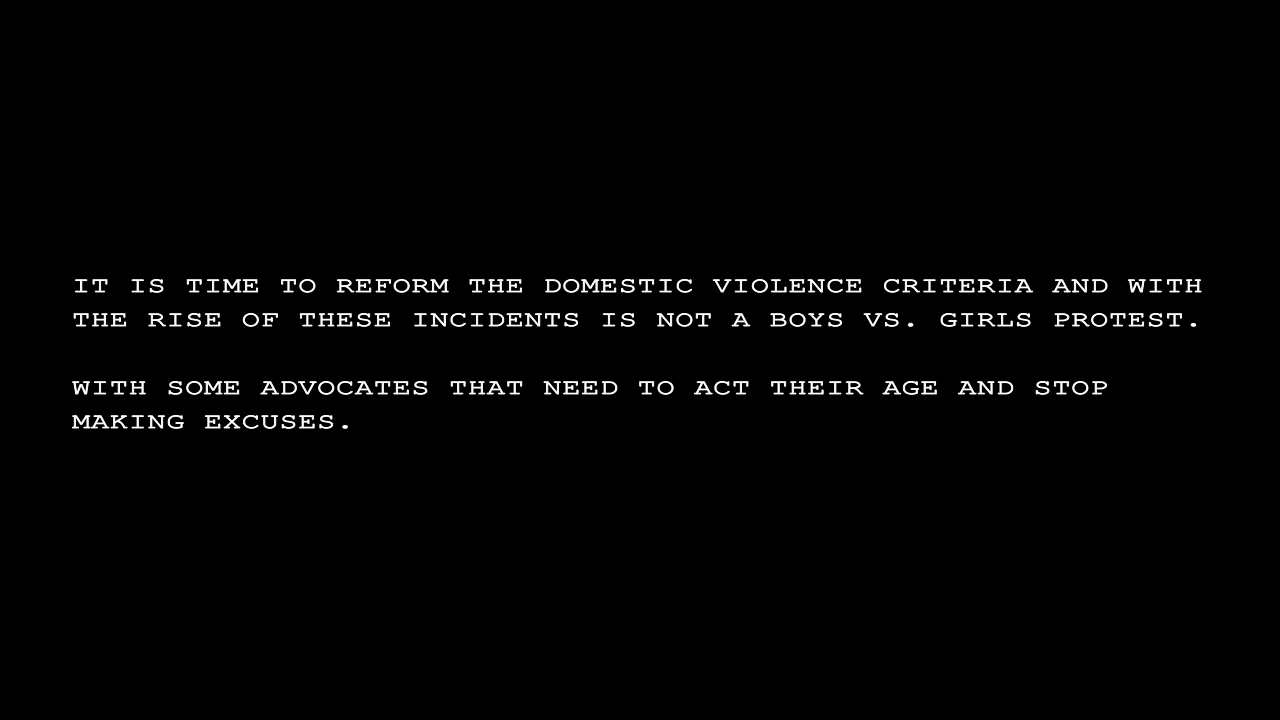 IT IS TIME TO REFORM THE DOMESTIC VIOLENCE CRITERIA AND WITH
THE RISE OF THESE INCIDENTS IS NOT A BOYS VS. GIRLS PROTEST.
WITH SOME ADVOCATES THAT NEED TO ACT THEIR AGE AND STOP
MAKING EXCUSES.